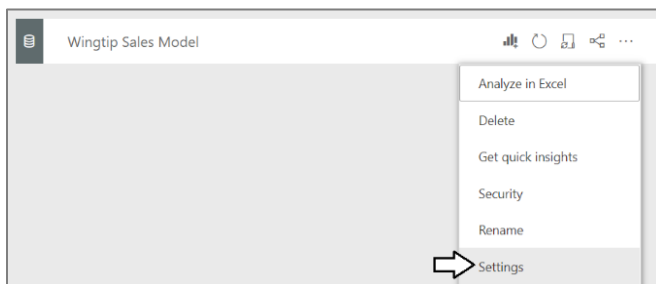 Wingtip Sales Model
Analyze in Excel
Delete
Get quick insights
Security
Rename
Settings